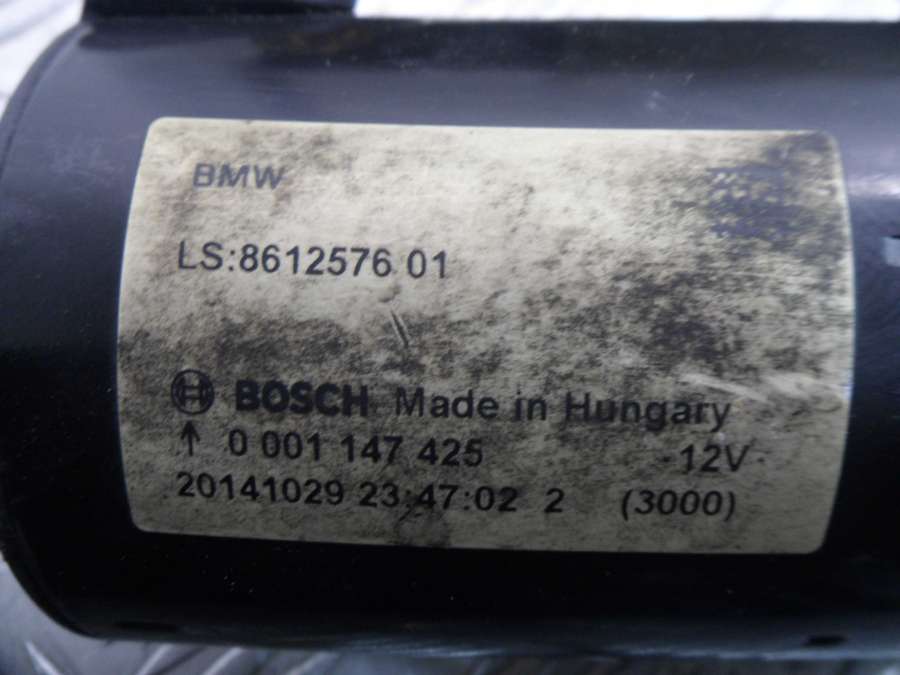 BMW
LS:8612576 01
BOSCH Made in Hungary
↑ 0 001 147 425 12V
20141029 23:47:02 2 (3000)